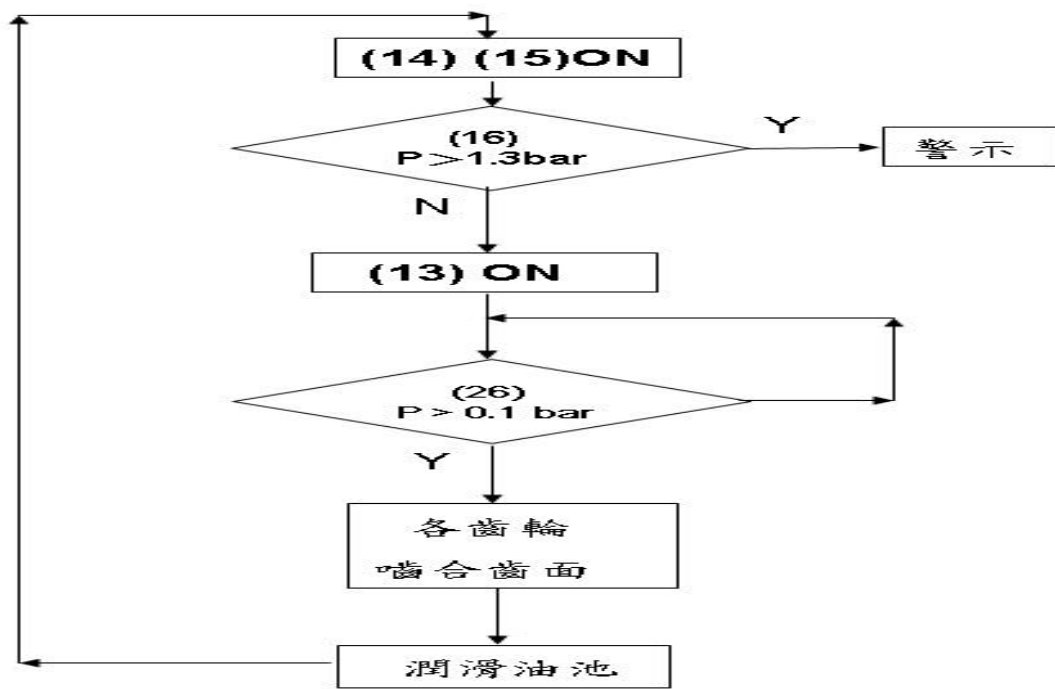 (14) (15)ON
(16)
P >1.3bar
Y
警示
N
(13) ON
(26)
P > 0.1 bar
Y
各齒輪
嚙合齒面
潤滑油池